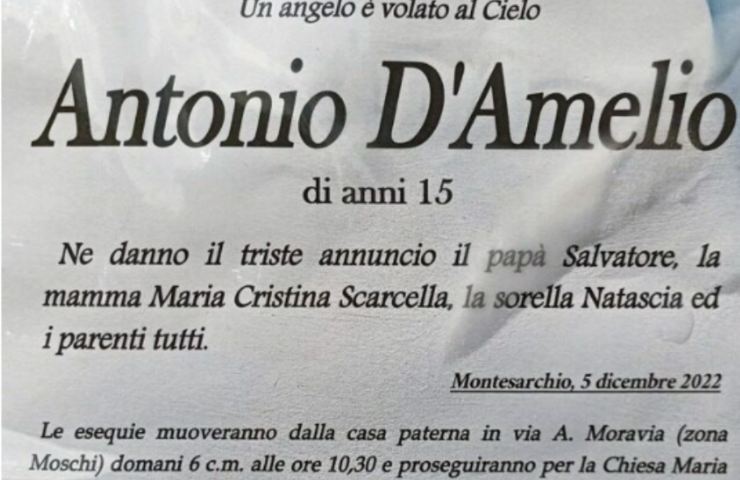 Un angelo è volato al Cielo
Antonio D'Amelio
di anni 15
Ne danno il triste annuncio il papà Salvatore, la
mamma Maria Cristina Scarcella, la sorella Natascia ed
i parenti tutti.
Montesarchio, 5 dicembre 2022
Le esequie muoveranno dalla casa paterna in via A. Moravia (zona
Moschi) domani 6 c.m. alle ore 10,30 e proseguiranno per la Chiesa Maria